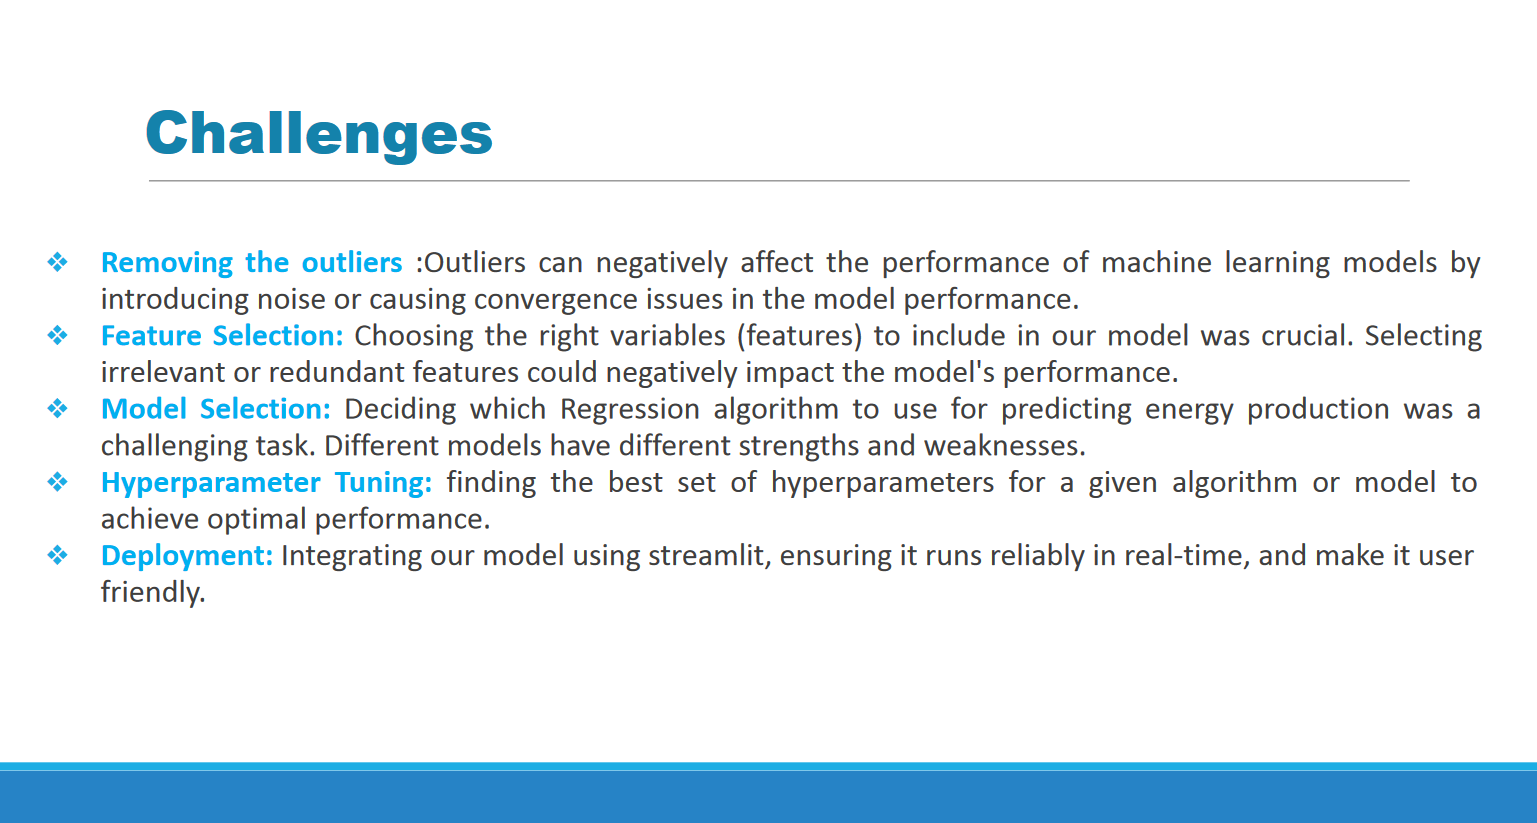 Challenges
❖ Removing the outliers :Outliers can negatively affect the performance of machine learning models by
introducing noise or causing convergence issues in the model performance.
❖ Feature Selection: Choosing the right variables (features) to include in our model was crucial. Selecting
irrelevant or redundant features could negatively impact the model's performance.
❖ Model Selection: Deciding which Regression algorithm to use for predicting energy production was a
challenging task. Different models have different strengths and weaknesses.
❖ Hyperparameter Tuning: finding the best set of hyperparameters for a given algorithm or model to
achieve optimal performance.
❖ Deployment: Integrating our model using streamlit, ensuring it runs reliably in real-time, and make it user
friendly.